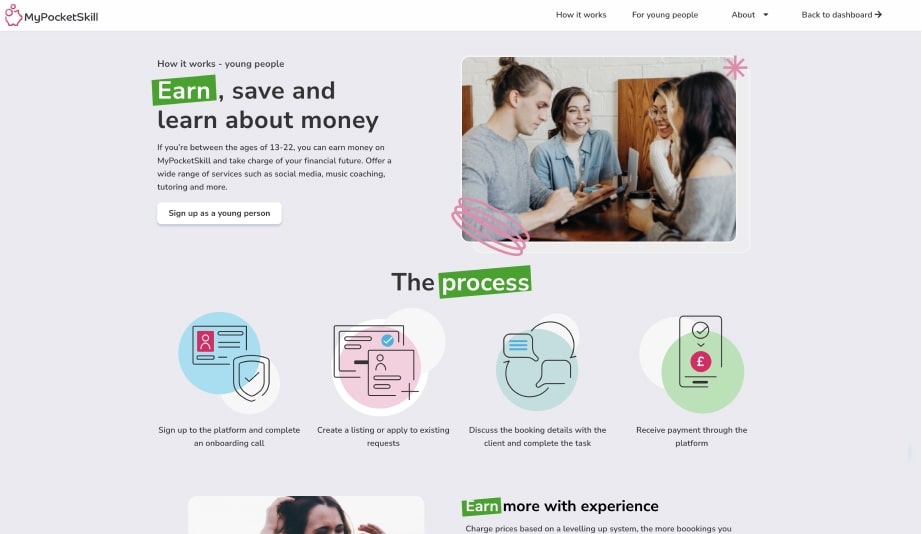 MyPocketSkill
How it works
For young people
About
Back to dashboard
How it works - young people
Earn, save and
learn about money
If you're between the ages of 13-22, you can earn money on
MyPocketSkill and take charge of your financial future. Offer a
wide range of services such as social media, music coaching,
tutoring and more.
Sign up as a young person
The process
£
Sign up to the platform and complete
an onboarding call
Create a listing or apply to existing
requests
Discuss the booking details with the
client and complete the task
Receive payment through the
platform
Earn more with experience
Charge prices based on a levelling up system, the more boookings you